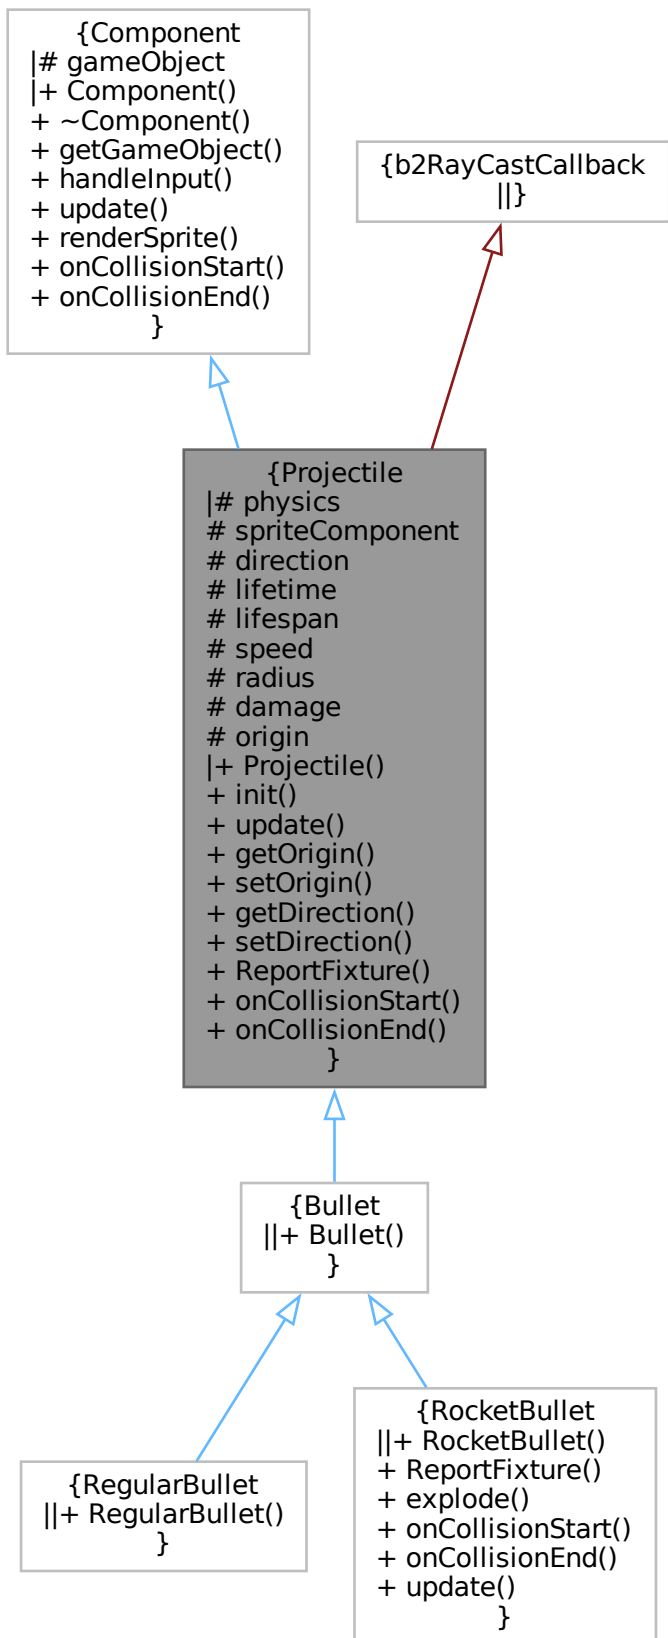 {Component
|# gameObject
|+ Component()
+ ~Component()
+ getGameObject()
+ handleInput()
+ update()
+ renderSprite()
+ onCollisionStart()
+ onCollisionEnd()
}
{b2RayCastCallback
||}
{Projectile
|# physics
# spriteComponent
# direction
# lifetime
# lifespan
# speed
# radius
# damage
# origin
|+ Projectile()
+ init()
+ update()
+ getOrigin()
+ setOrigin()
+ getDirection()
+ setDirection()
+ ReportFixture()
+ onCollisionStart()
+ onCollisionEnd()
}
{Bullet
||+ Bullet()
}
{RegularBullet
||+ RegularBullet()
}
{RocketBullet
||+ RocketBullet()
+ ReportFixture()
+ explode()
+ onCollisionStart()
+ onCollisionEnd()
+ update()
}